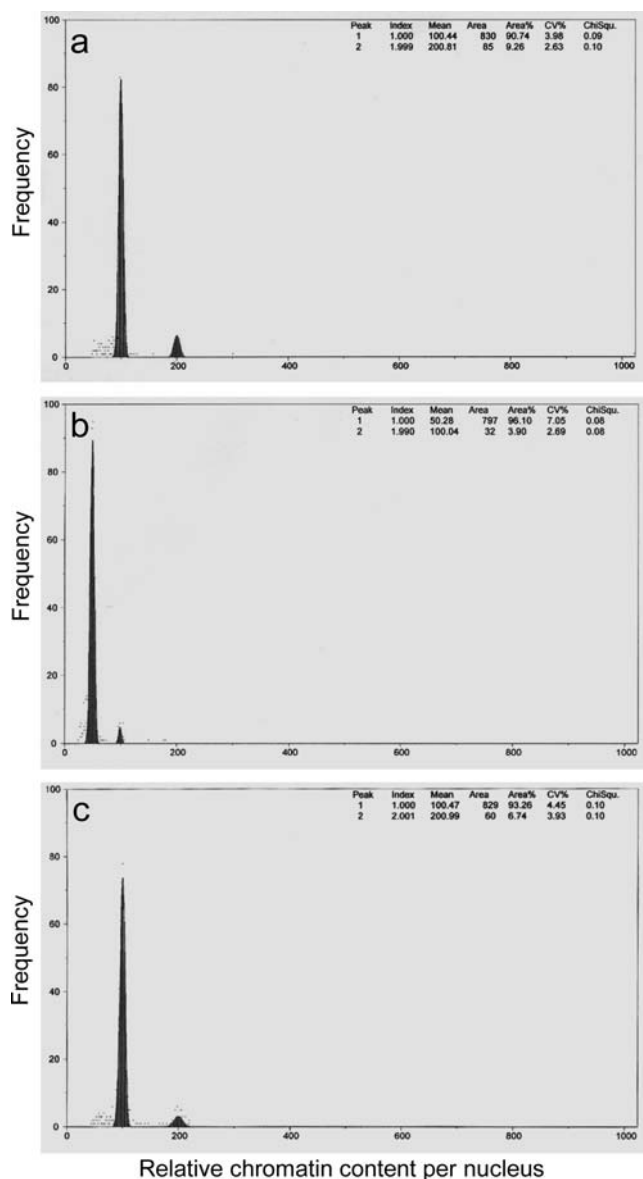 a
Peak Index Mean Area Area% CV% ChiSqu.
1 1.000 100.44 830 90.74 3.98 0.09
2 1.999 200.81 85 9.26 2.63 0.10
100
80
60
40
20
0
Frequency
0 200 400 600 800 1000
b
Peak Index Mean Area Area% CV% ChiSqu.
1 1.000 50.28 797 96.10 7.05 0.08
2 1.990 100.04 32 3.90 2.69 0.08
100
80
60
40
20
0
Frequency
0 200 400 600 800 1000
c
Peak Index Mean Area Area% CV% ChiSqu.
1 1.000 100.47 829 93.26 4.45 0.10
2 2.001 200.99 60 6.74 3.93 0.10
100
80
60
40
20
0
Frequency
0 200 400 600 800 1000
Relative chromatin content per nucleus